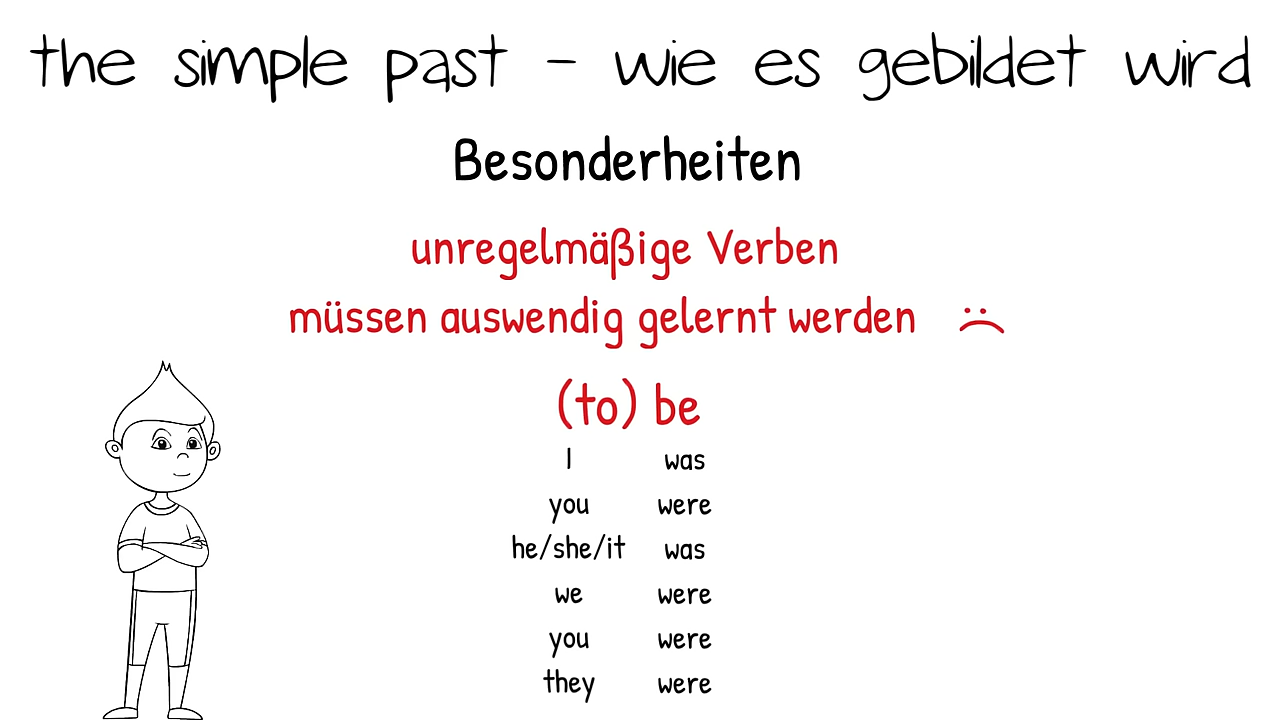 the simple past - wie es gebildet wird
Besonderheiten
unregelmäßige Verben
müssen auswendig gelernt werden :(
(to) be
I was
you were
he/she/it was
we were
you were
they were